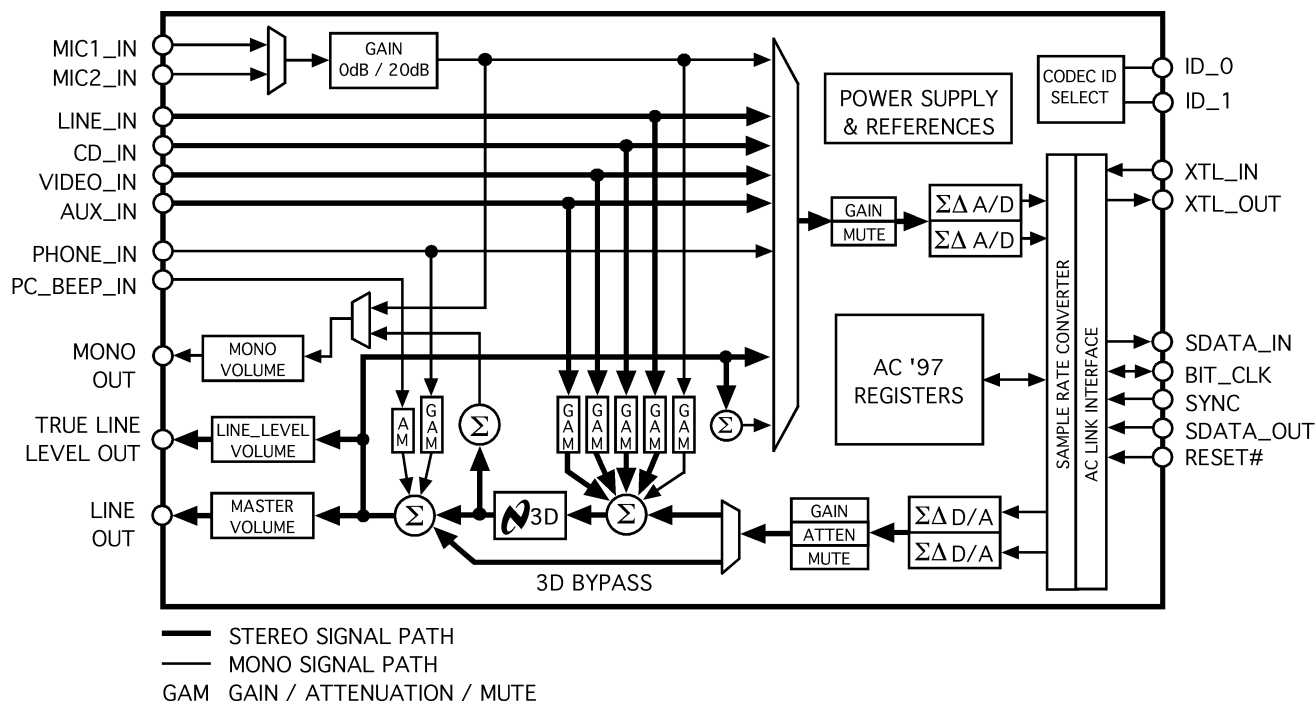 MIC1_IN
MIC2_IN
LINE_IN
CD_IN
VIDEO_IN
AUX_IN
PHONE_IN
PC_BEEP_IN
MONO
OUT
TRUE LINE
LEVEL OUT
LINE
OUT
GAIN
0dB / 20dB
MONO
VOLUME
LINE_LEVEL
VOLUME
MASTER
VOLUME
AM
GAM
Σ
GAM
GAM
GAM
GAM
GAM
Σ
Σ
3D
Σ
3D BYPASS
POWER SUPPLY
& REFERENCES
CODEC ID
SELECT
GAIN
MUTE
ΣΔ A/D
ΣΔ A/D
AC '97
REGISTERS
GAIN
ATTEN
MUTE
ΣΔ D/A
ΣΔ D/A
SAMPLE RATE CONVERTER
AC LINK INTERFACE
ID_0
ID_1
XTL_IN
XTL_OUT
SDATA_IN
BIT_CLK
SYNC
SDATA_OUT
RESET#
STEREO SIGNAL PATH
MONO SIGNAL PATH
GAM GAIN / ATTENUATION / MUTE